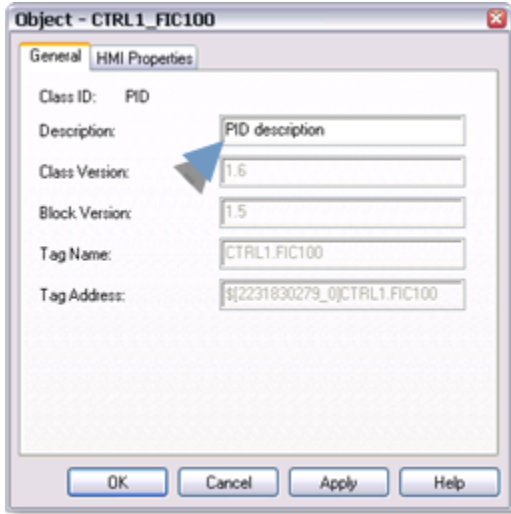 Object - CTRL1_FIC100
General HMI Properties
Class ID: PID
Description: PID description
Class Version: 1.6
Block Version: 1.5
Tag Name: CTRL1.FIC100
Tag Address: $[2231830279_0]CTRL1.FIC100
OK Cancel Apply Help